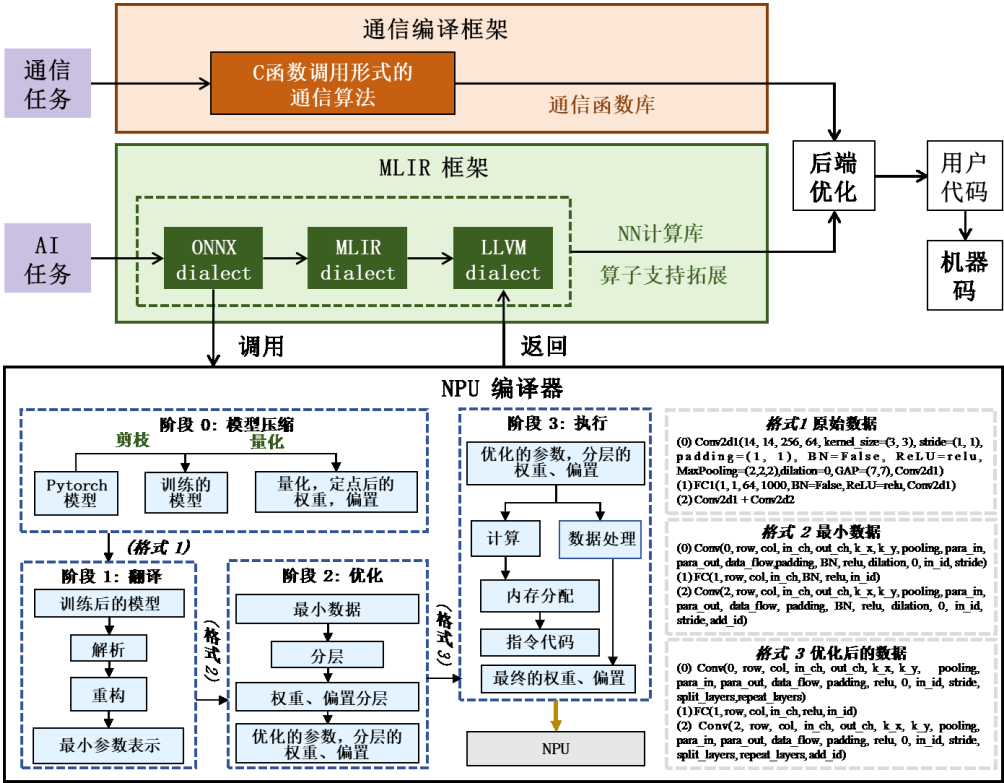 通信编译框架
通信
任务
C函数调用形式的
通信算法
通信函数库
MLIR 框架
AI
任务
ONNX
dialect
MLIR
dialect
LLVM
dialect
NN计算库
算子支持拓展
后端
优化
用户
代码
机器
码
调用
返回
NPU 编译器
阶段 0: 模型压缩
剪枝
量化
Pytorch
模型
训练的
模型
量化, 定点后的
权重, 偏置
(格式 1)
阶段 1: 翻译
训练后的模型
解析
重构
最小参数表示
(格式 2)
阶段 2: 优化
最小数据
分层
权重、偏置分层
优化的参数, 分层的
权重、偏置
(格式 3)
阶段 3: 执行
优化的参数, 分层的
权重、偏置
计算
数据处理
内存分配
指令代码
最终的权重、偏置
NPU
格式1 原始数据
(0) Conv2d1(14, 14, 256, 64, kernel_size=(3, 3), stride=(1, 1),
padding=(1, 1), BN=False, ReLU=relu,
MaxPooling=(2,2,2),dilation=0, GAP=(7,7), Conv2d1)
(1) FC1(1, 1, 64, 1000, BN=False, ReLU=relu, Conv2d1)
(2) Conv2d1 + Conv2d2
格式 2 最小数据
(0) Conv(0, row, col, in_ch, out_ch, k_x, k_y, pooling, para_in,
para_out, data_flow,padding, BN, relu, dilation, 0, in_id, stride)
(1) FC(1, row, col, in_ch, BN, relu, in_id)
(2) Conv(2, row, col, in_ch, out_ch, k_x, k_y, pooling, para_in,
para_out, data_flow, padding, BN, relu, dilation, 0, in_id,
stride, add_id)
格式 3 优化后的数据
(0) Conv(0, row, col, in_ch, out_ch, k_x, k_y, pooling,
para_in, para_out, data_flow, padding, relu, 0, in_id, stride,
split_layers,repeat_layers)
(1) FC(1, row, col, in_ch, relu, in_id)
(2) Conv(2, row, col, in_ch, out_ch, k_x, k_y, pooling,
para_in, para_out, data_flow, padding, relu, 0, in_id, stride,
split_layers, repeat_layers, add_id)